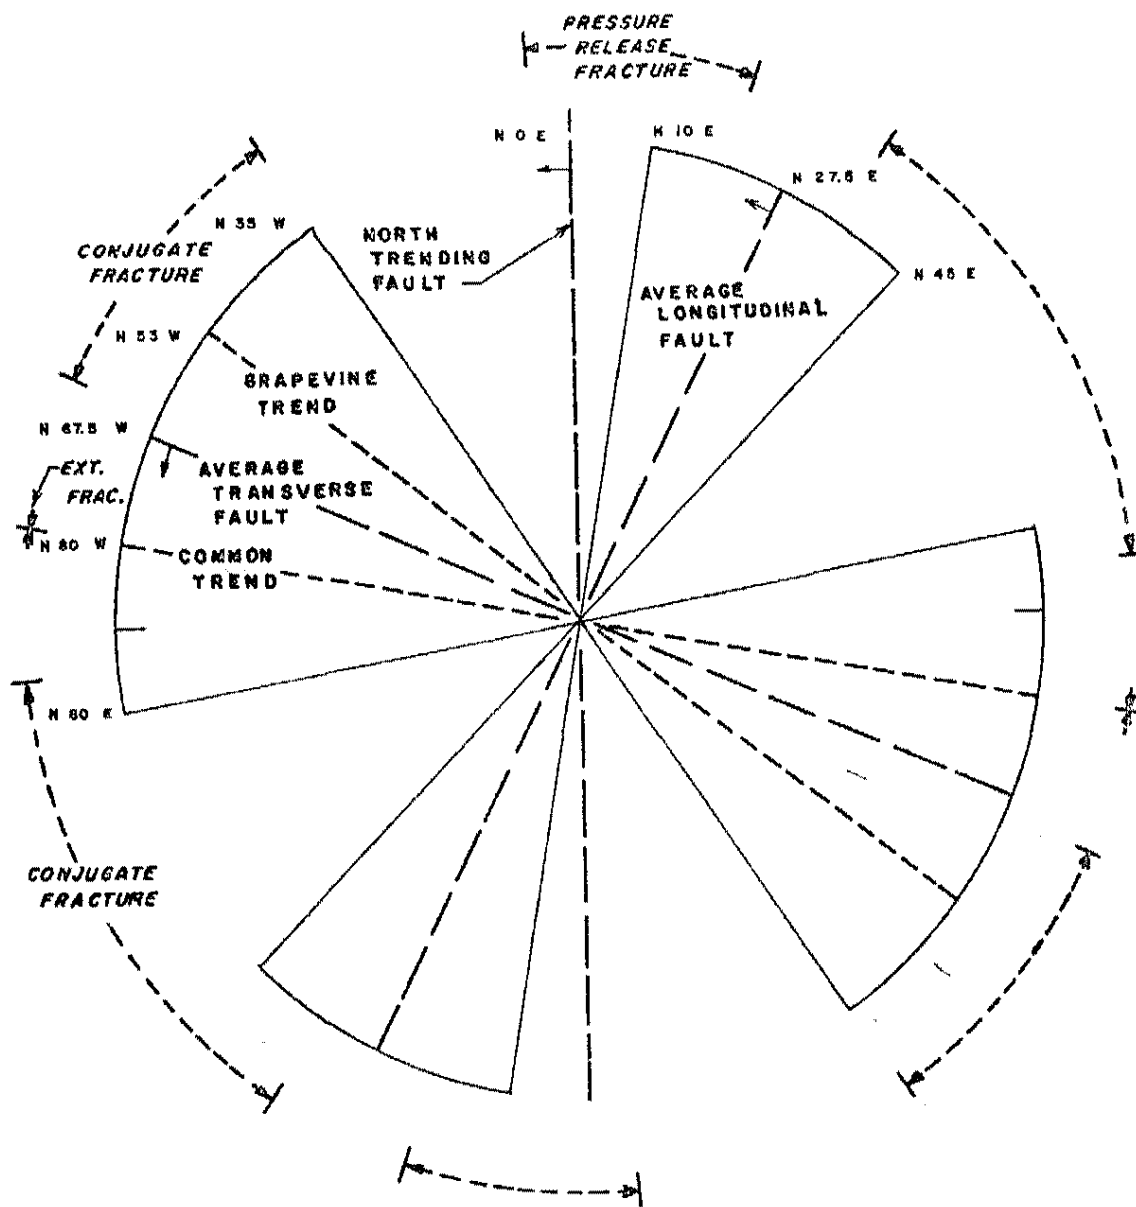 PRESSURE
RELEASE
FRACTURE
N 0 E
N 10 E
N 27.5 E
N 45 E
N 35 W
CONJUGATE
FRACTURE
NORTH
TRENDING
FAULT
AVERAGE
LONGITUDINAL
FAULT
N 53 W
GRAPEVINE
TREND
N 67.5 W
EXT.
FRAC.
AVERAGE
TRANSVERSE
FAULT
N 80 W
COMMON
TREND
N 80 E
CONJUGATE
FRACTURE